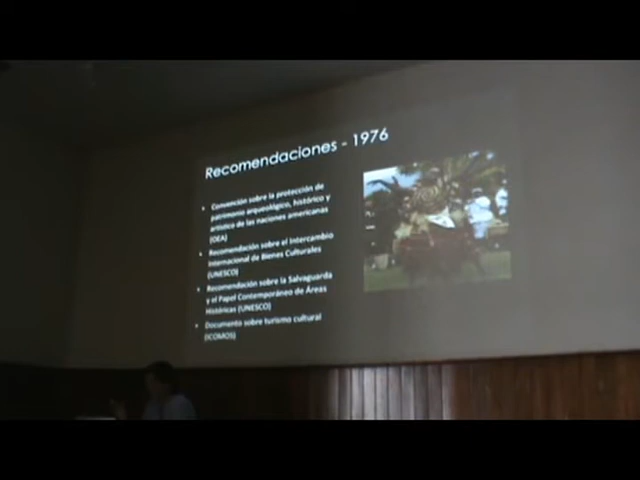 Recomendaciones - 1976
Convención sobre la protección de
patrimonio arqueológico, histórico y
artístico de las naciones americanas
(OEA)
Recomendación sobre el Intercambio
Internacional de Bienes Culturales
(UNESCO)
Recomendación sobre la Salvaguarda
y el Papel Contemporáneo de Áreas
Históricas (UNESCO)
Documento sobre turismo cultural
(ICOMOS)